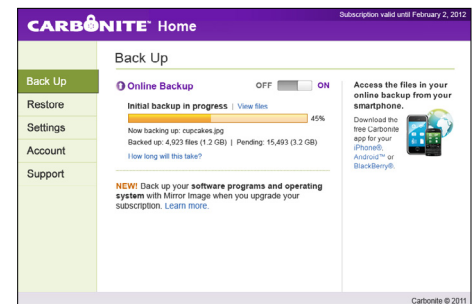 Subscription valid until February 2, 2012
CARBONITE™ Home
Back Up
Back Up
Restore
Settings
Account
Support
Online Backup OFF ON
Initial backup in progress | View files
45%
Now backing up: cupcakes.jpg
Backed up: 4,923 files (1.2 GB) | Pending: 15,493 (3.2 GB)
How long will this take?
NEW! Back up your software programs and operating
system with Mirror Image when you upgrade your
subscription. Learn more.
Access the files in your
online backup from your
smartphone.
Download the
free Carbonite
app for your
iPhone®,
Android™ or
BlackBerry®.
Carbonite © 2011